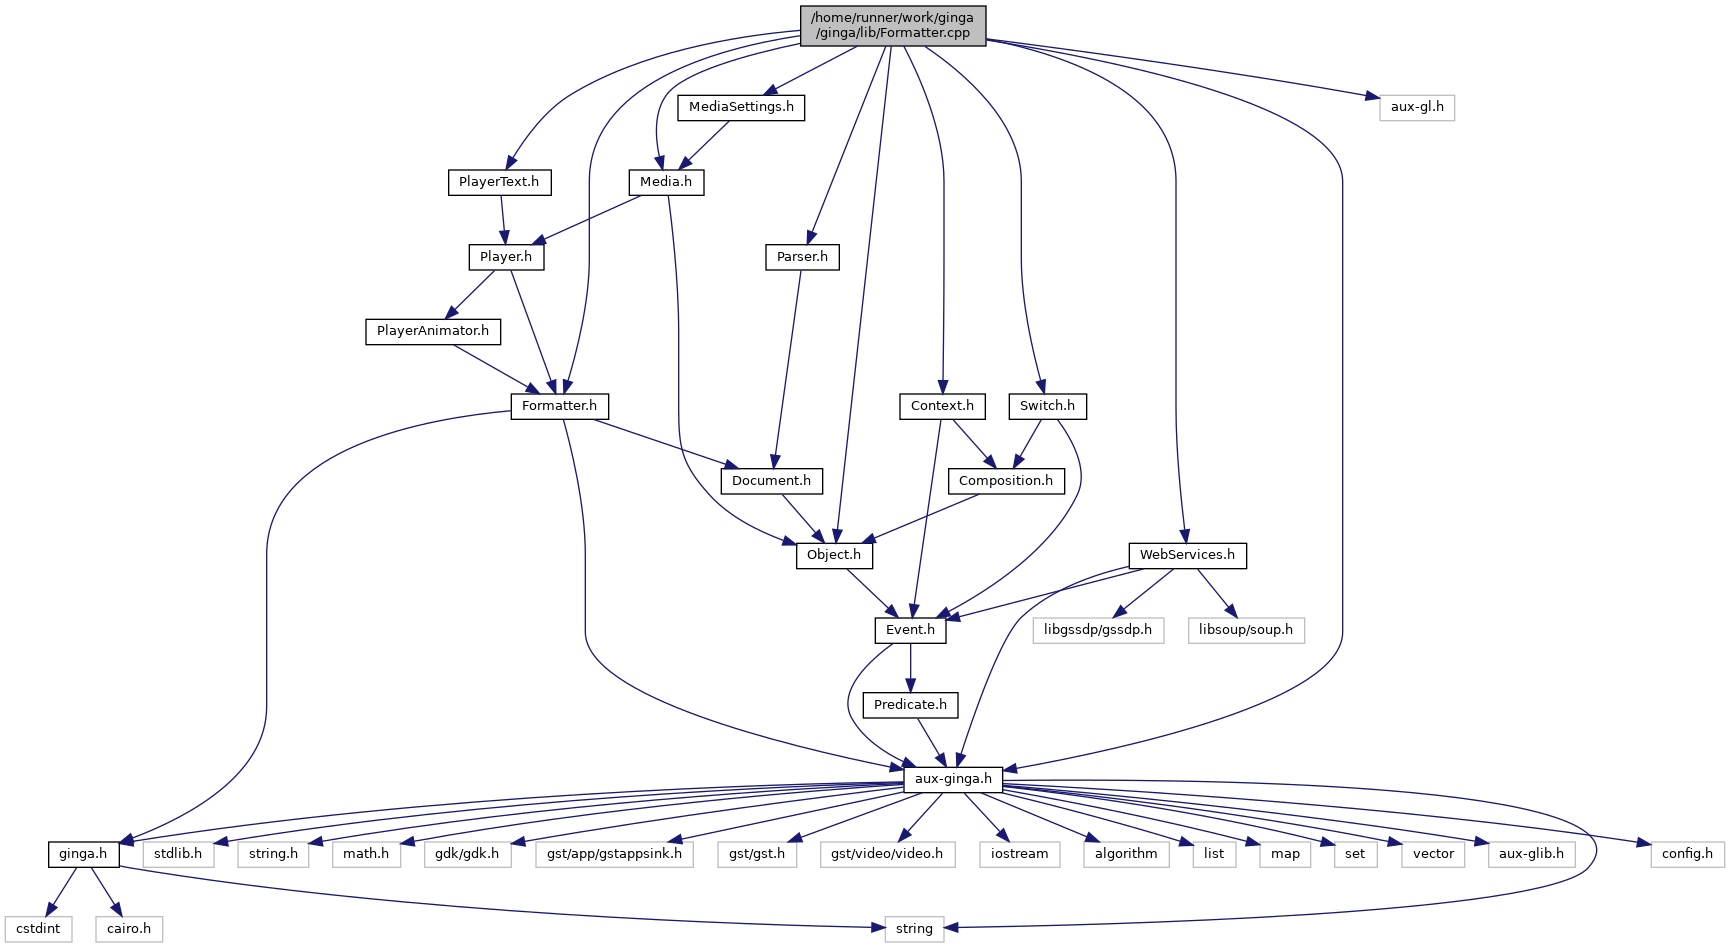 /home/runner/work/ginga
/ginga/lib/Formatter.cpp
MediaSettings.h
aux-gl.h
PlayerText.h
Media.h
Player.h
Parser.h
PlayerAnimator.h
Formatter.h
Context.h
Switch.h
Document.h
Composition.h
Object.h
WebServices.h
Event.h
libgssdp/gssdp.h
libsoup/soup.h
Predicate.h
aux-ginga.h
ginga.h
stdlib.h
string.h
math.h
gdk/gdk.h
gst/app/gstappsink.h
gst/gst.h
gst/video/video.h
iostream
algorithm
list
map
set
vector
aux-glib.h
config.h
cstdint
cairo.h
string